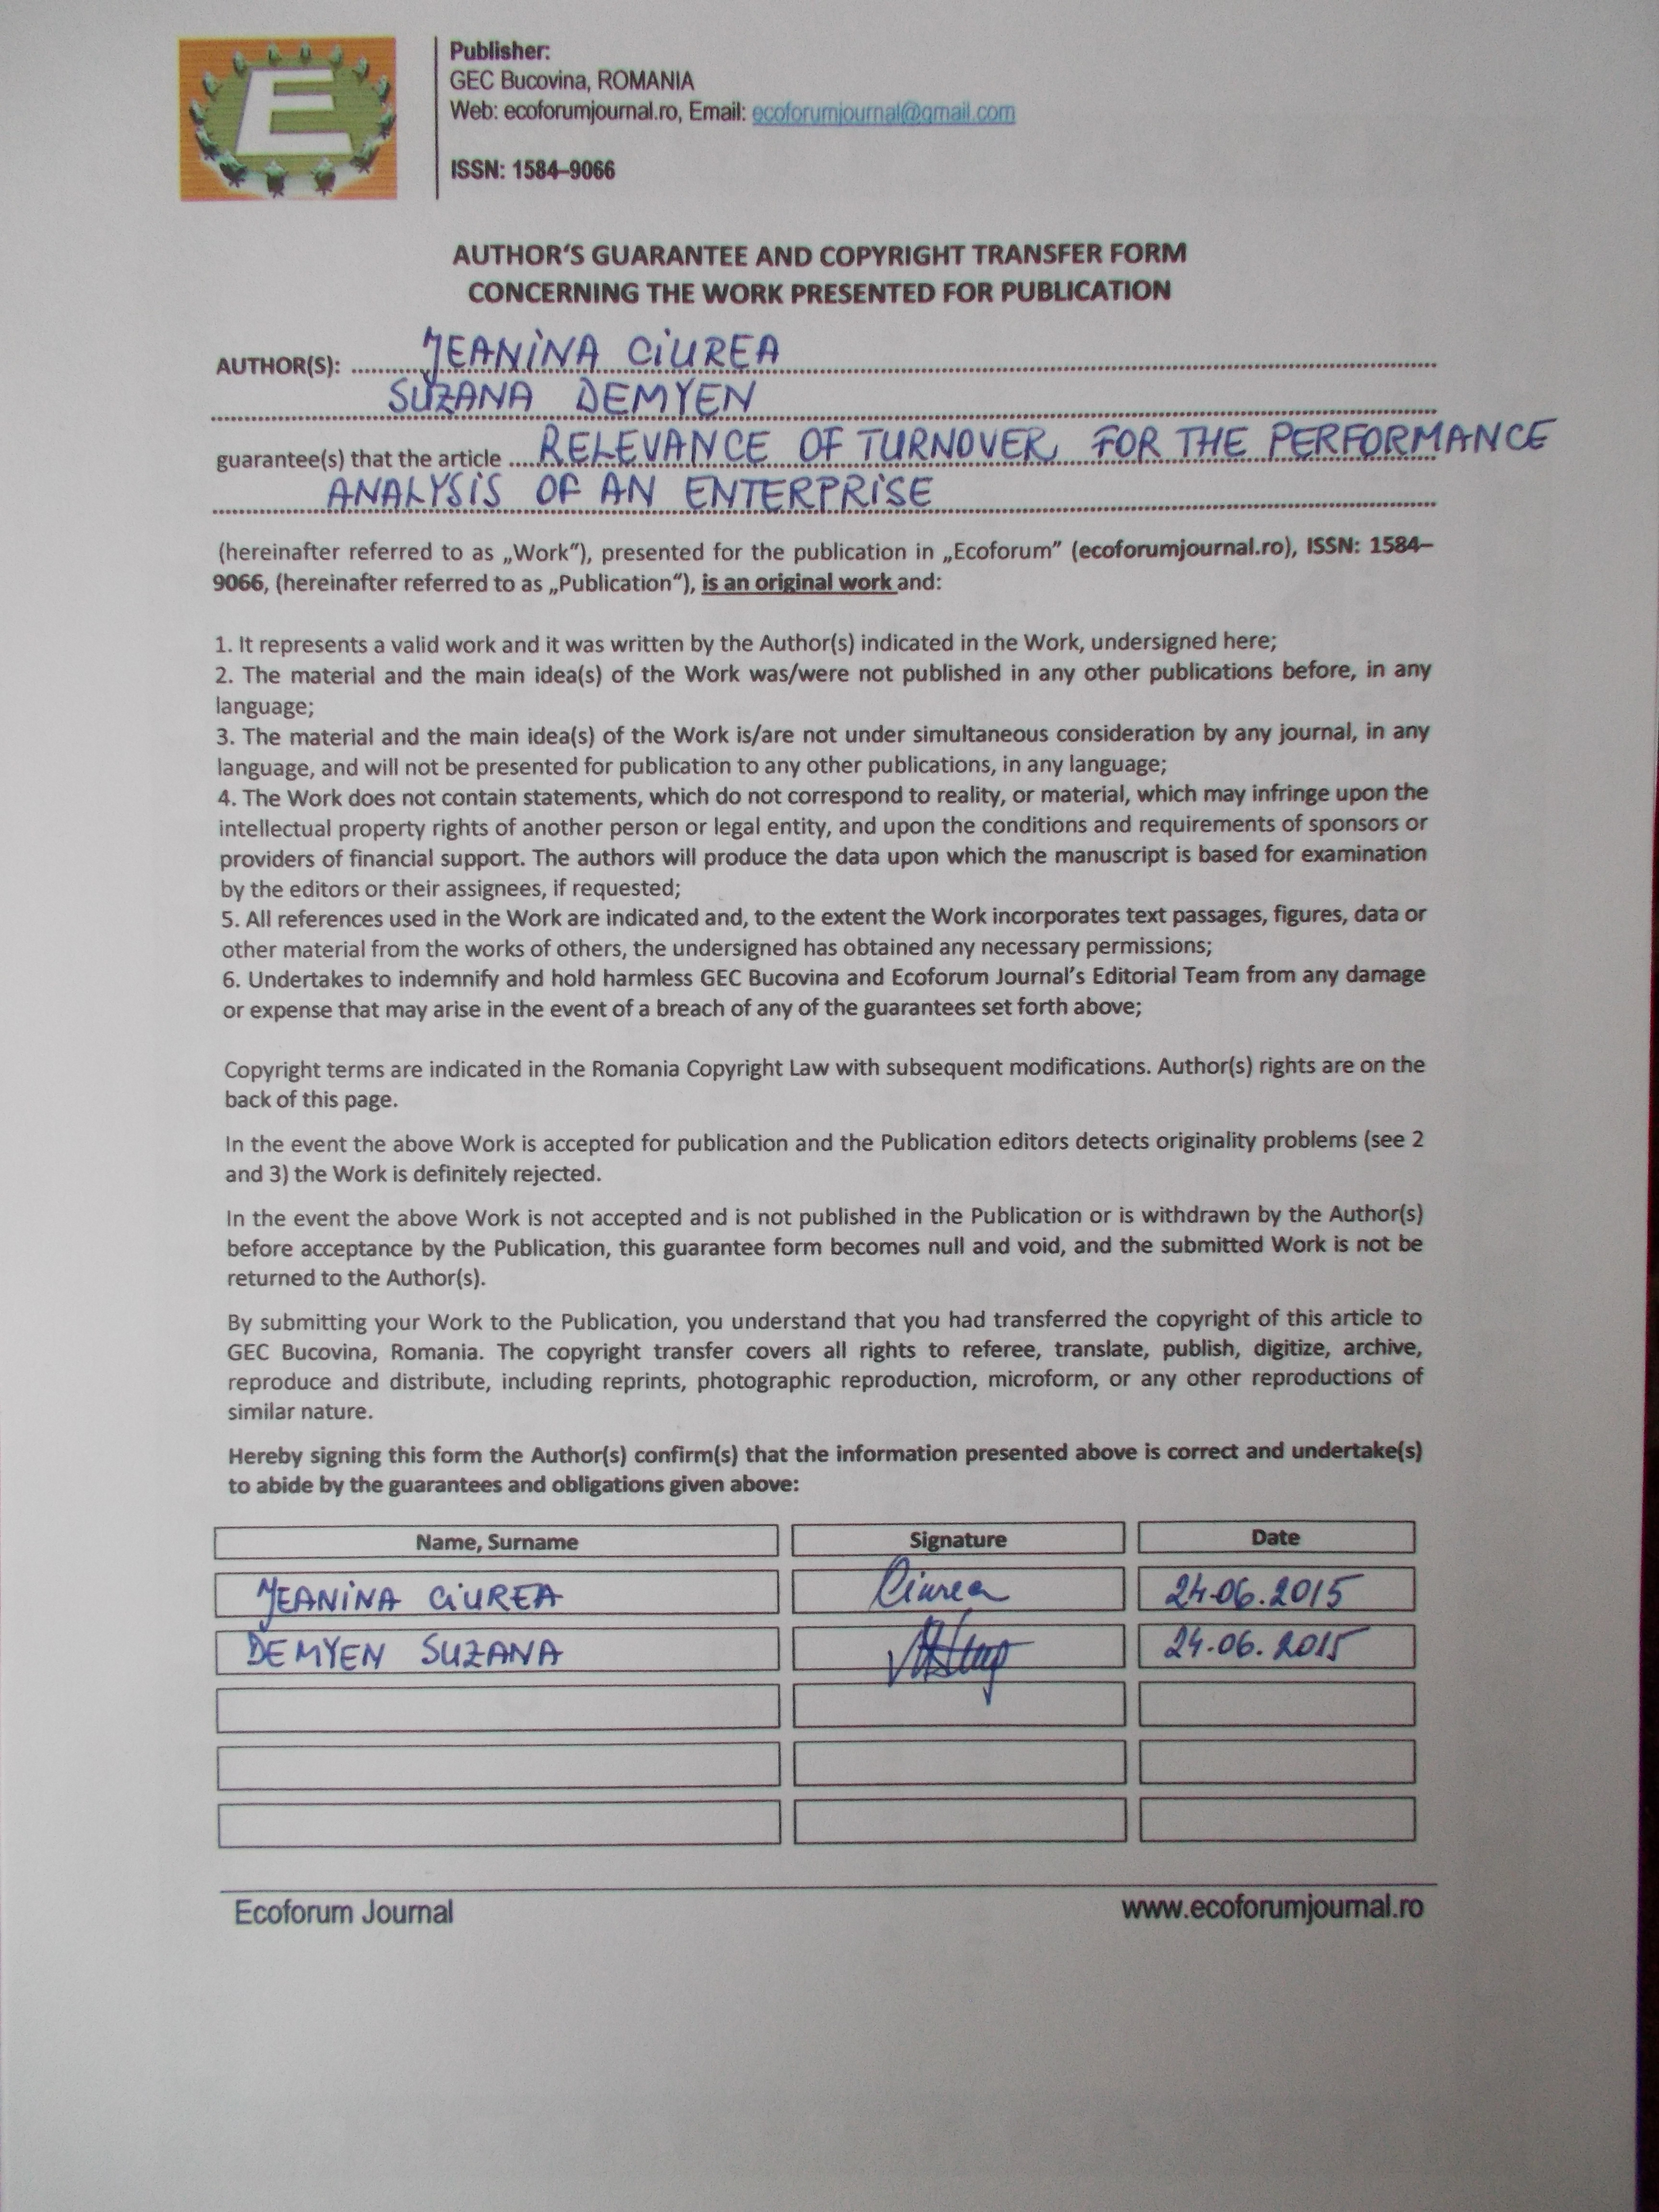 E
Publisher:
GEC Bucovina, ROMANIA
Web: ecoforumjournal.ro, Email: ecoforumjournal@gmail.com
ISSN: 1584–9066
AUTHOR'S GUARANTEE AND COPYRIGHT TRANSFER FORM
CONCERNING THE WORK PRESENTED FOR PUBLICATION
AUTHOR(S): JEANINA CIUREA
SUZANA DEMYEN
guarantee(s) that the article RELEVANCE OF TURNOVER FOR THE PERFORMANCE
ANALYSIS OF AN ENTERPRISE
(hereinafter referred to as „Work"), presented for the publication in „Ecoforum" (ecoforumjournal.ro), ISSN: 1584–
9066, (hereinafter referred to as „Publication“), is an original work and:
1. It represents a valid work and it was written by the Author(s) indicated in the Work, undersigned here;
2. The material and the main idea(s) of the Work was/were not published in any other publications before, in any
language;
3. The material and the main idea(s) of the Work is/are not under simultaneous consideration by any journal, in any
language, and will not be presented for publication to any other publications, in any language;
4. The Work does not contain statements, which do not correspond to reality, or material, which may infringe upon the
intellectual property rights of another person or legal entity, and upon the conditions and requirements of sponsors or
providers of financial support. The authors will produce the data upon which the manuscript is based for examination
by the editors or their assignees, if requested;
5. All references used in the Work are indicated and, to the extent the Work incorporates text passages, figures, data or
other material from the works of others, the undersigned has obtained any necessary permissions;
6. Undertakes to indemnify and hold harmless GEC Bucovina and Ecoforum Journal's Editorial Team from any damage
or expense that may arise in the event of a breach of any of the guarantees set forth above;
Copyright terms are indicated in the Romania Copyright Law with subsequent modifications. Author(s) rights are on the
back of this page.
In the event the above Work is accepted for publication and the Publication editors detects originality problems (see 2
and 3) the Work is definitely rejected.
In the event the above Work is not accepted and is not published in the Publication or is withdrawn by the Author(s)
before acceptance by the Publication, this guarantee form becomes null and void, and the submitted Work is not be
returned to the Author(s).
By submitting your Work to the Publication, you understand that you had transferred the copyright of this article to
GEC Bucovina, Romania. The copyright transfer covers all rights to referee, translate, publish, digitize, archive,
reproduce and distribute, including reprints, photographic reproduction, microform, or any other reproductions of
similar nature.
Hereby signing this form the Author(s) confirm(s) that the information presented above is correct and undertake(s)
to abide by the guarantees and obligations given above:
Name, Surname Signature Date
JEANINA CIUREA Ciurea 24.06.2015
DEMYEN SUZANA 24.06.2015
Ecoforum Journal www.ecoforumjournal.ro